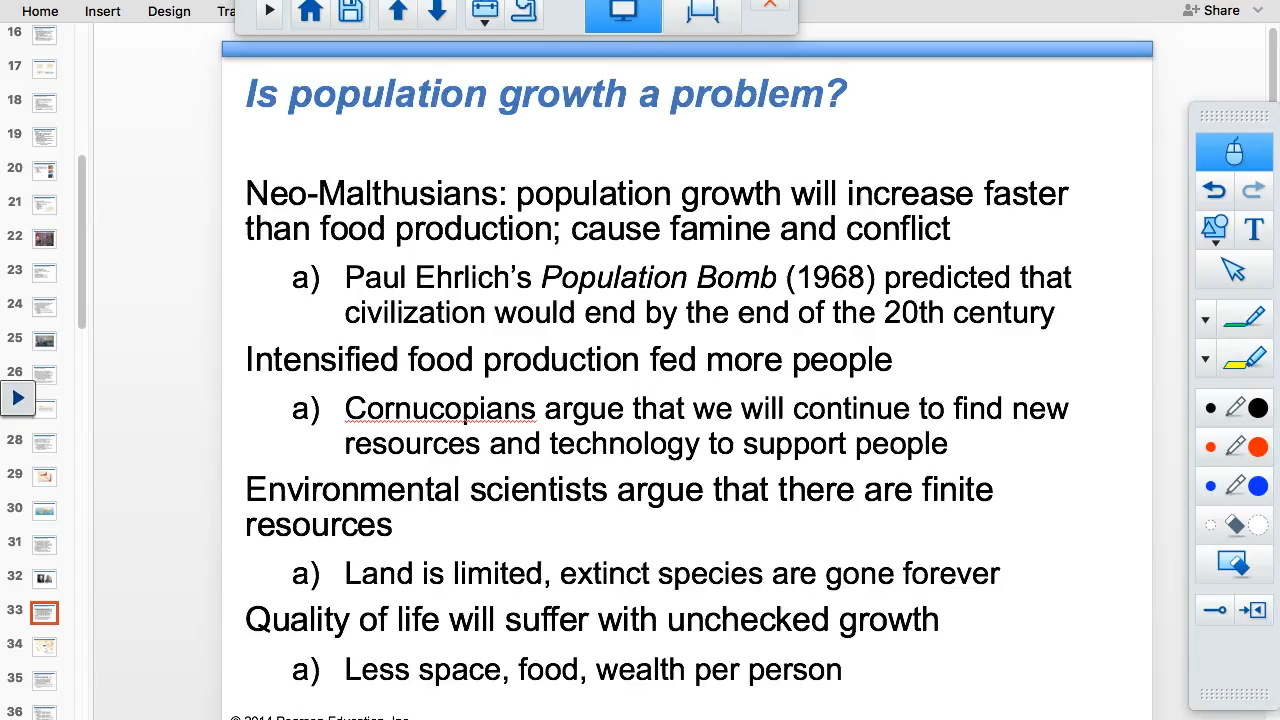 Home Insert Design Tra
Share
16
17
18
19
20
21
22
23
24
25
26
28
29
30
31
32
33
34
35
36
Is population growth a problem?
Neo-Malthusians: population growth will increase faster
than food production; cause famine and conflict
a) Paul Ehrlich’s Population Bomb (1968) predicted that
civilization would end by the end of the 20th century
Intensified food production fed more people
a) Cornucopians argue that we will continue to find new
resources and technology to support people
Environmental scientists argue that there are finite
resources
a) Land is limited, extinct species are gone forever
Quality of life will suffer with unchecked growth
a) Less space, food, wealth per person
© 2014 Pearson Education, Inc.
T